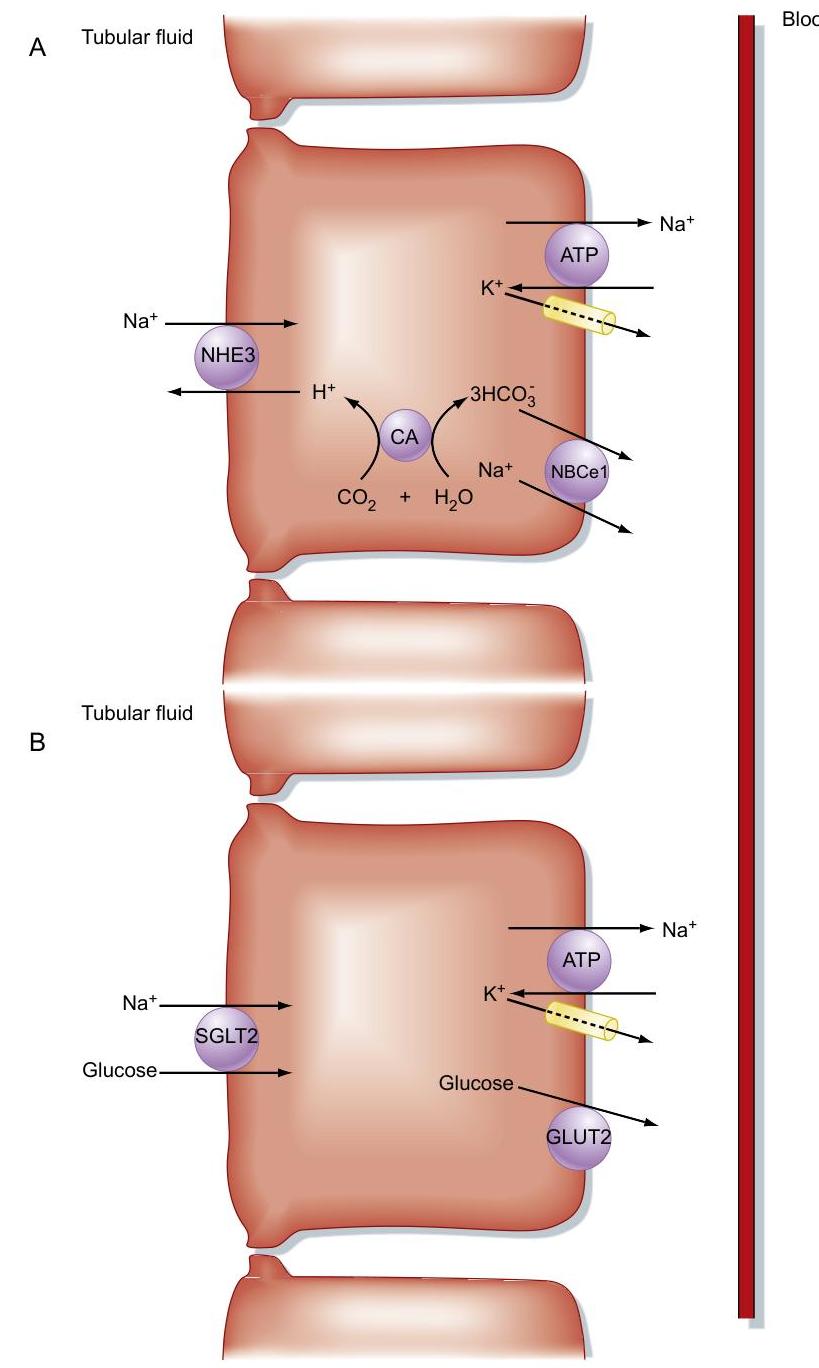 A
Tubular fluid
Na⁺
ATP
K⁺
Na⁺
NHE3
H⁺
3HCO₃⁻
CA
Na⁺
NBCe1
CO₂ + H₂O
Tubular fluid
B
Na⁺
ATP
K⁺
Na⁺
SGLT2
Glucose
Glucose
GLUT2